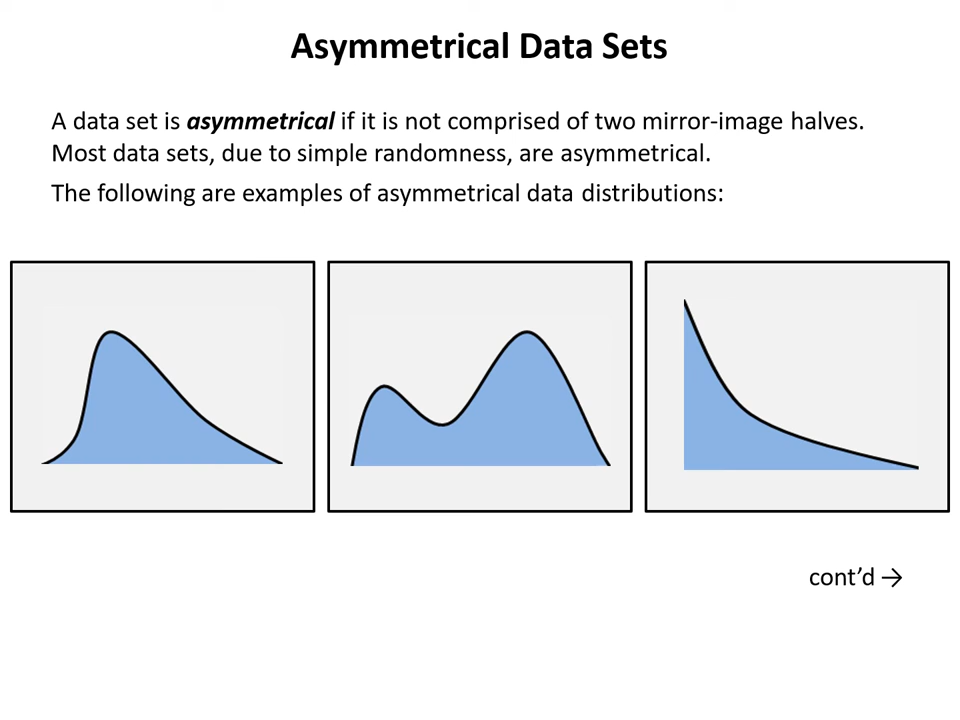 Asymmetrical Data Sets
A data set is asymmetrical if it is not comprised of two mirror-image halves.
Most data sets, due to simple randomness, are asymmetrical.
The following are examples of asymmetrical data distributions:
cont’d →